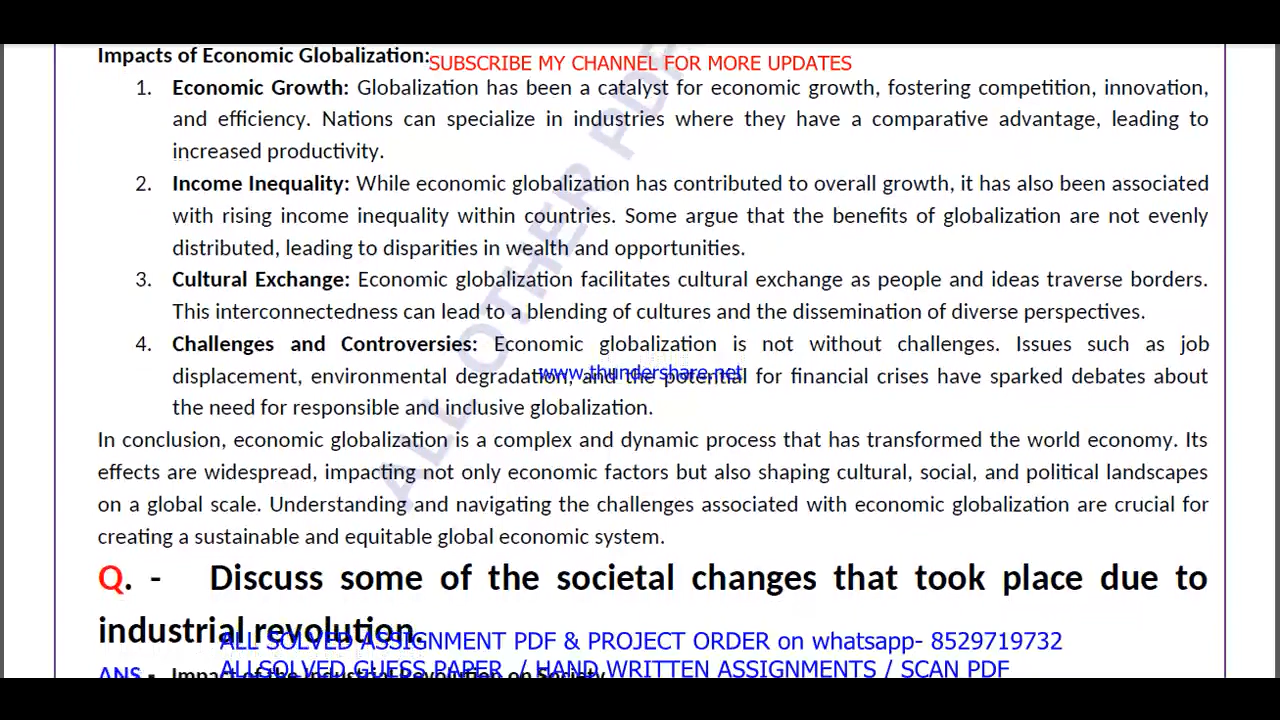 Impacts of Economic Globalization:
SUBSCRIBE MY CHANNEL FOR MORE UPDATES
1. Economic Growth: Globalization has been a catalyst for economic growth, fostering competition, innovation,
and efficiency. Nations can specialize in industries where they have a comparative advantage, leading to
increased productivity.
2. Income Inequality: While economic globalization has contributed to overall growth, it has also been associated
with rising income inequality within countries. Some argue that the benefits of globalization are not evenly
distributed, leading to disparities in wealth and opportunities.
3. Cultural Exchange: Economic globalization facilitates cultural exchange as people and ideas traverse borders.
This interconnectedness can lead to a blending of cultures and the dissemination of diverse perspectives.
4. Challenges and Controversies: Economic globalization is not without challenges. Issues such as job
www.thundershare.net
displacement, environmental degradation, and the potential for financial crises have sparked debates about
the need for responsible and inclusive globalization.
In conclusion, economic globalization is a complex and dynamic process that has transformed the world economy. Its
effects are widespread, impacting not only economic factors but also shaping cultural, social, and political landscapes
on a global scale. Understanding and navigating the challenges associated with economic globalization are crucial for
creating a sustainable and equitable global economic system.
ALL OTHER PDF
Q. - Discuss some of the societal changes that took place due to
industrial revolution.
ALL SOLVED ASSIGNMENT PDF & PROJECT ORDER on whatsapp- 8529719732
ANS - Impact of the Industrial Revolution on Society
ALLSOLVED GUESS PAPER / HAND WRITTEN ASSIGNMENTS / SCAN PDF